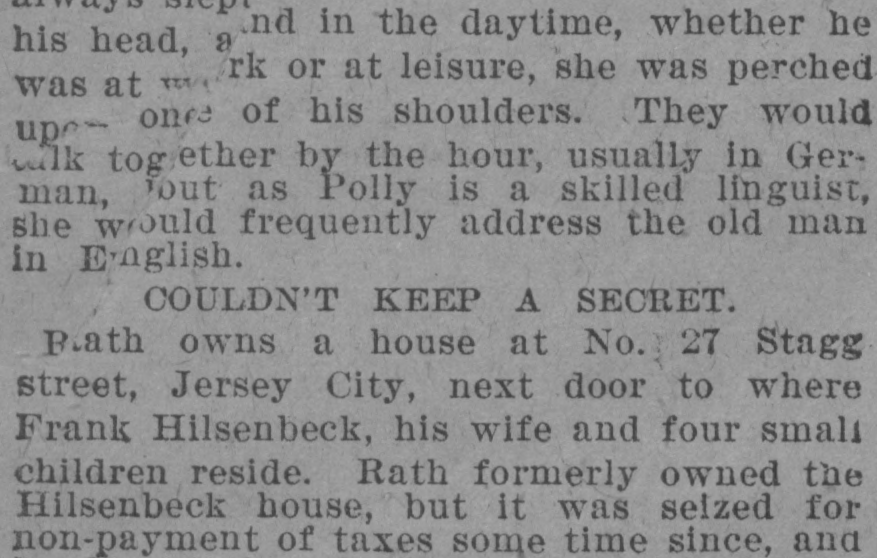 always slept
his head, and in the daytime, whether he
was at work or at leisure, she was perched
upon one of his shoulders. They would
talk together by the hour, usually in Ger-
man, but as Polly is a skilled linguist,
she would frequently address the old man
in English.
COULDN'T KEEP A SECRET.
Rath owns a house at No. 27 Stagg
street, Jersey City, next door to where
Frank Hilsenbeck, his wife and four small
children reside. Rath formerly owned the
Hilsenbeck house, but it was seized for
non-payment of taxes some time since, and